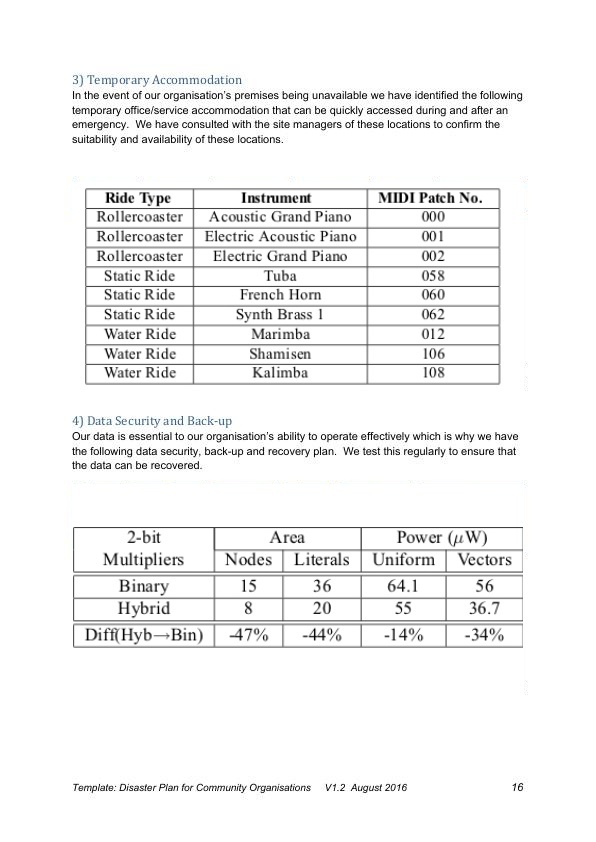 3) Temporary Accommodation
In the event of our organisation's premises being unavailable we have identified the following
temporary office/service accommodation that can be quickly accessed during and after an
emergency.  We have consulted with the site managers of these locations to confirm the
suitability and availability of these locations.
Ride Type Instrument MIDI Patch No.
Rollercoaster Acoustic Grand Piano 000
Rollercoaster Electric Acoustic Piano 001
Rollercoaster Electric Grand Piano 002
Static Ride Tuba 058
Static Ride French Horn 060
Static Ride Synth Brass 1 062
Water Ride Marimba 012
Water Ride Shamisen 106
Water Ride Kalimba 108
4) Data Security and Back-up
Our data is essential to our organisation's ability to operate effectively which is why we have
the following data security, back-up and recovery plan.  We test this regularly to ensure that
the data can be recovered.
2-bit Area Power (μW)
Multipliers Nodes Literals Uniform Vectors
Binary 15 36 64.1 56
Hybrid 8 20 55 36.7
Diff(Hyb→Bin) -47% -44% -14% -34%
Template: Disaster Plan for Community Organisations V1.2 August 2016 16